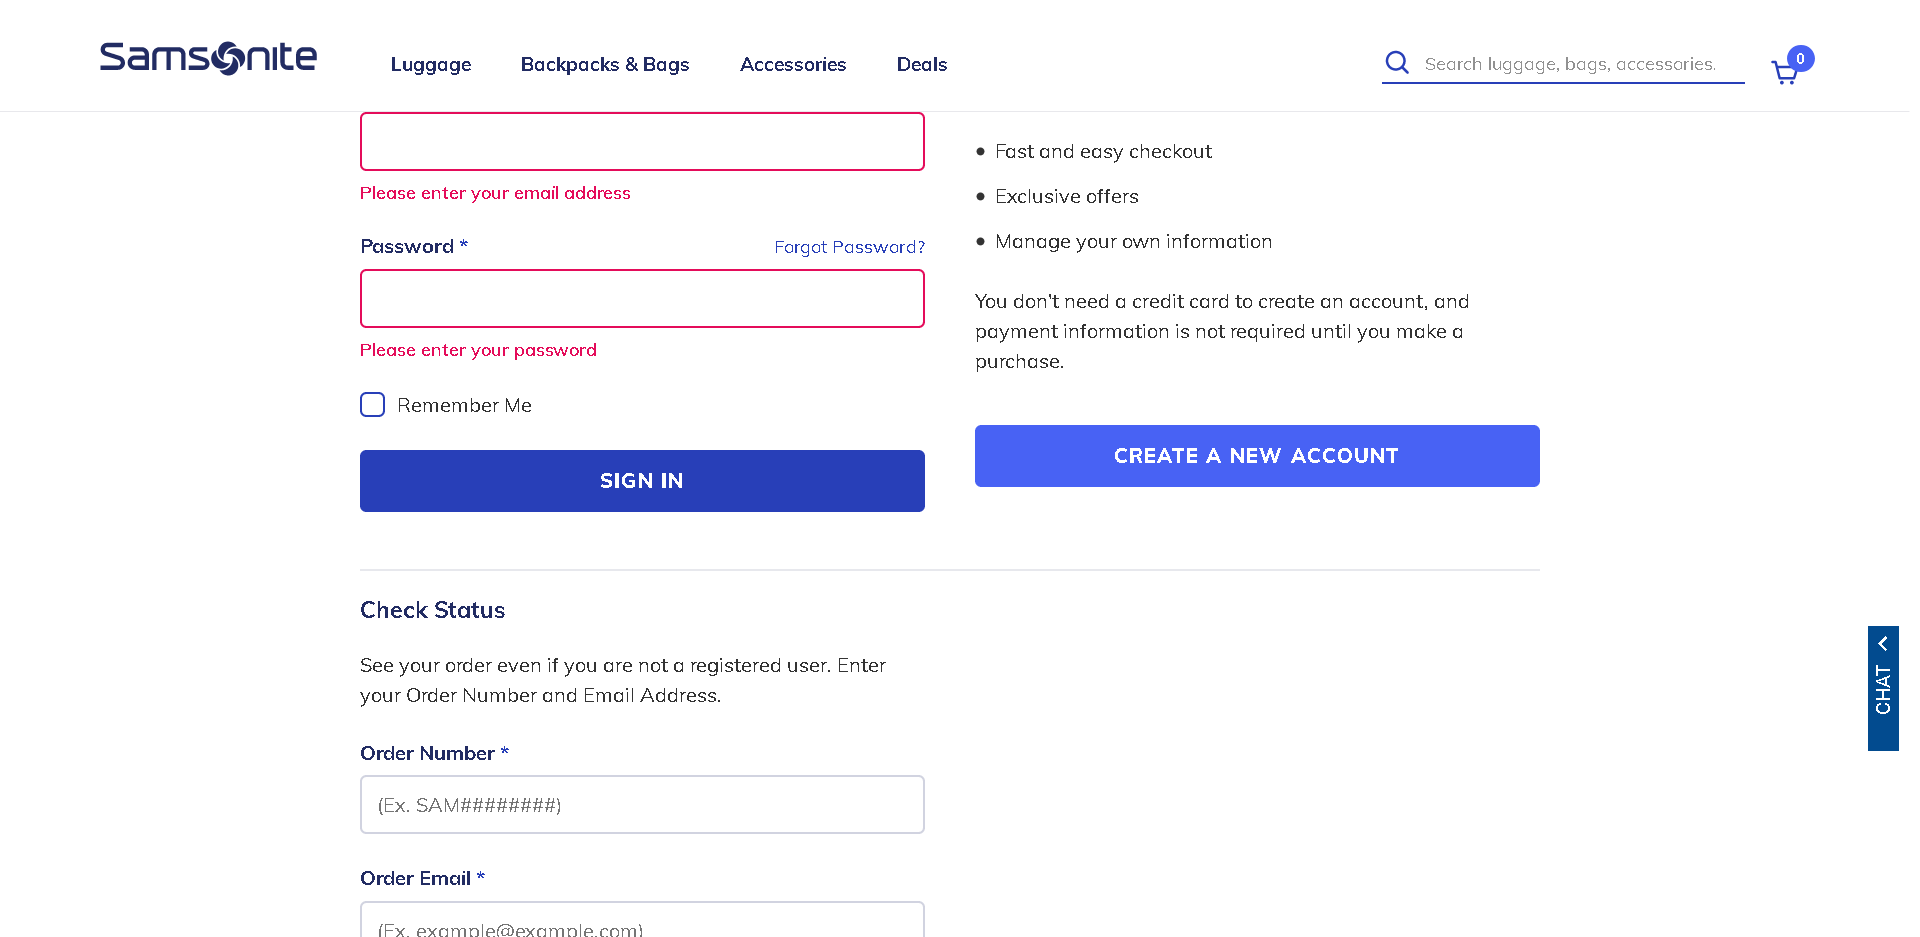 Samsonite
Luggage
Backpacks & Bags
Accessories
Deals
Search luggage, bags, accessories.
0
Please enter your email address
Password *
Forgot Password?
Please enter your password
Remember Me
SIGN IN
Fast and easy checkout
Exclusive offers
Manage your own information
You don't need a credit card to create an account, and
payment information is not required until you make a
purchase.
CREATE A NEW ACCOUNT
Check Status
See your order even if you are not a registered user. Enter
your Order Number and Email Address.
Order Number *
(Ex. SAM########)
Order Email *
(Ex. example@example.com)
CHAT